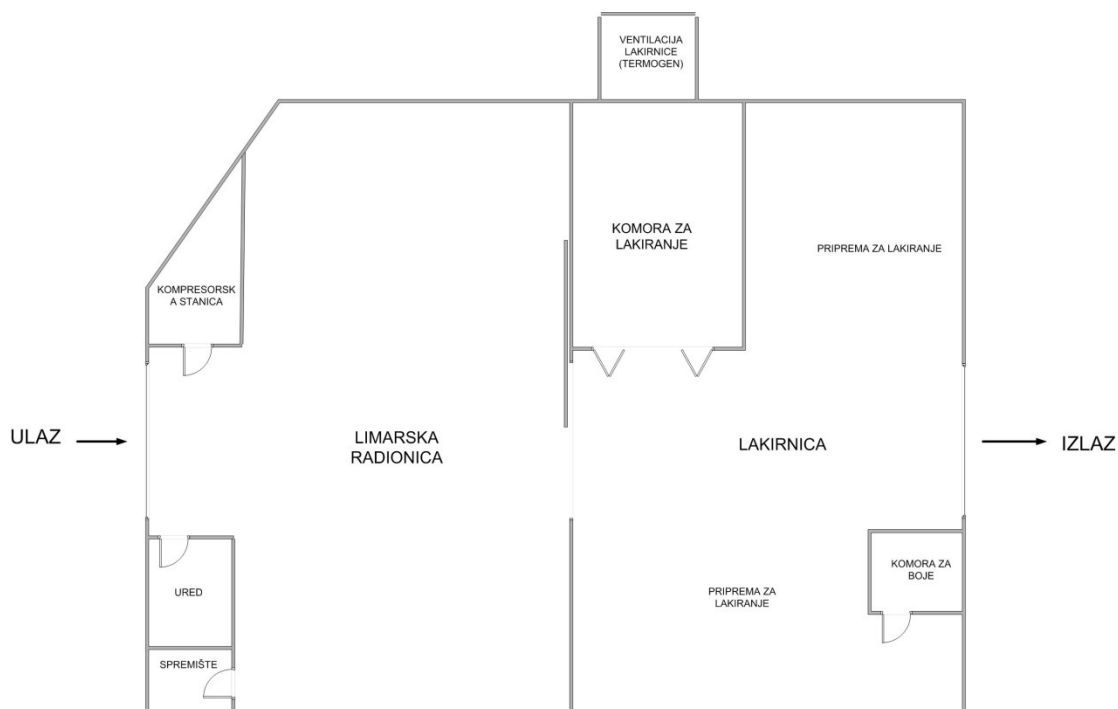 VENTILACIJA
LAKIRNICE
(TERMOGEN)
KOMORA ZA
LAKIRANJE
PRIPREMA ZA LAKIRANJE
KOMPRESORSK
A STANICA
ULAZ
LIMARSKA
RADIONICA
LAKIRNICA
IZLAZ
URED
PRIPREMA ZA
LAKIRANJE
KOMORA ZA
BOJE
SPREMIŠTE